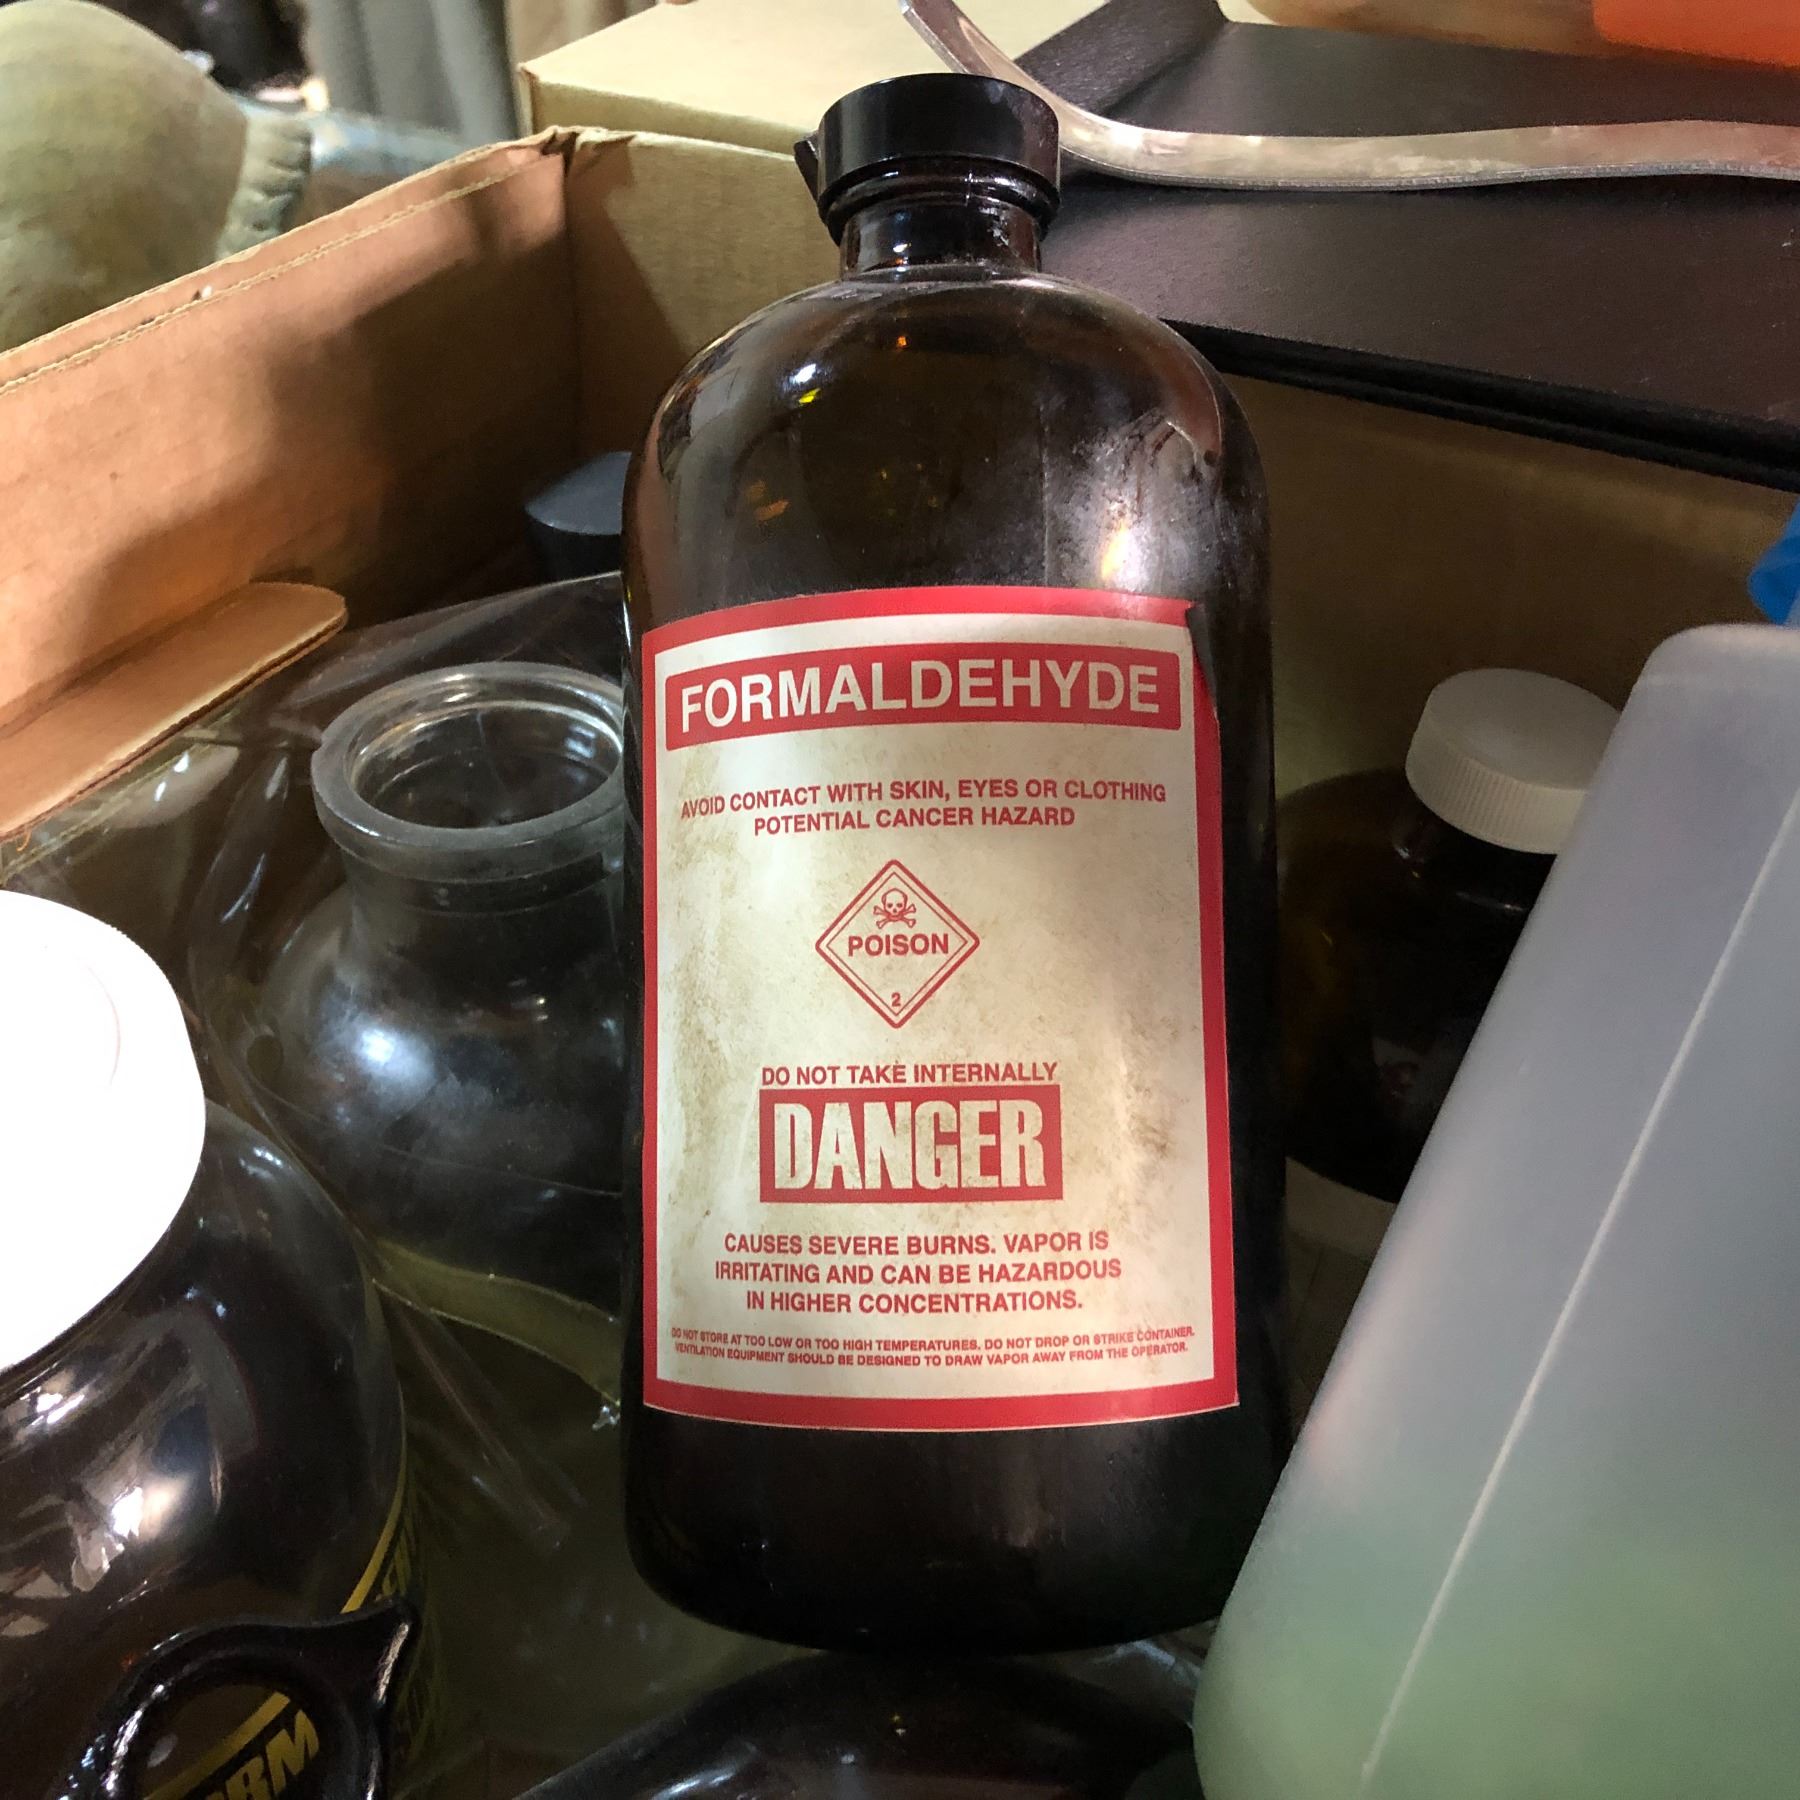 FORMALDEHYDE
AVOID CONTACT WITH SKIN, EYES OR CLOTHING
POTENTIAL CANCER HAZARD
POISON
2
DO NOT TAKE INTERNALLY
DANGER
CAUSES SEVERE BURNS. VAPOR IS
IRRITATING AND CAN BE HAZARDOUS
IN HIGHER CONCENTRATIONS.
DO NOT STORE AT TOO LOW OR TOO HIGH TEMPERATURES. DO NOT DROP OR STRIKE CONTAINER.
VENTILATION EQUIPMENT SHOULD BE DESIGNED TO DRAW VAPOR AWAY FROM THE OPERATOR.